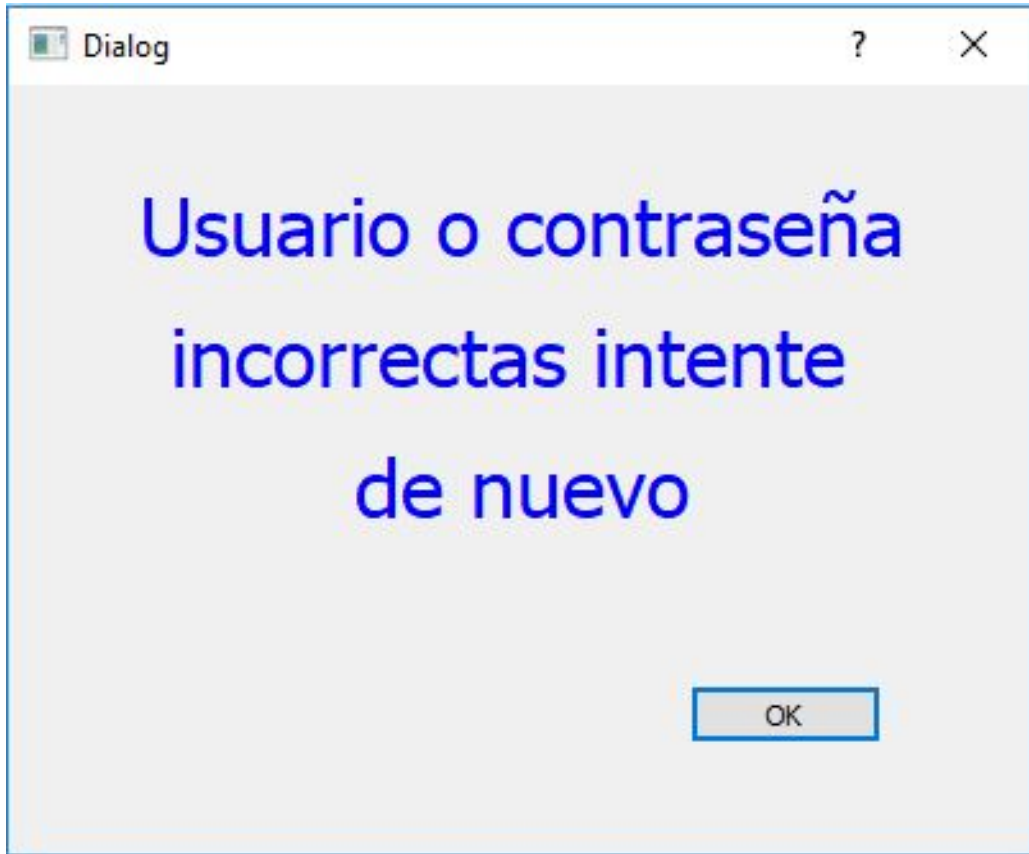 Dialog ?
Usuario o contraseña
incorrectas intente
de nuevo
OK